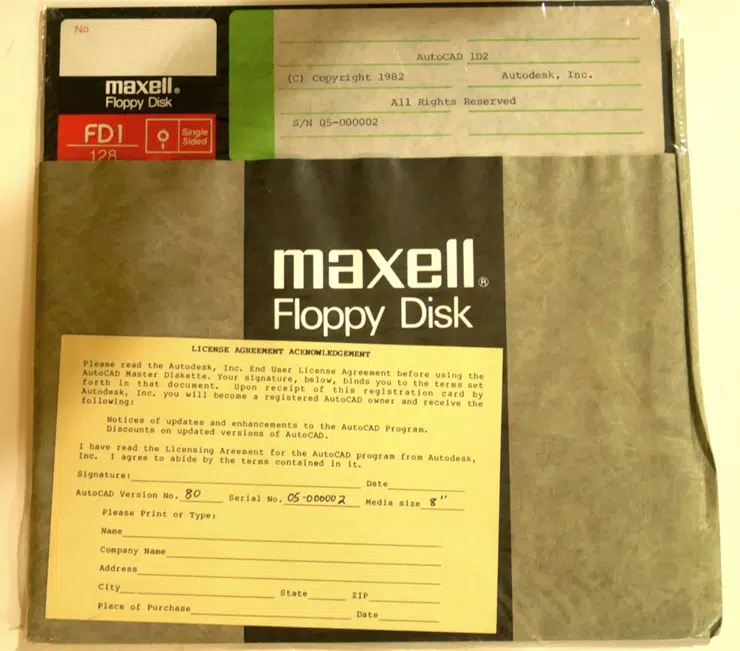 No
maxell®
Floppy Disk
FD1
128
Single
Sided
AutoCAD 1D2
(C) Copyright 1982 Autodesk, Inc.
All Rights Reserved
S/N 05-000002
maxell®
Floppy Disk
LICENSE AGREEMENT ACKNOWLEDGEMENT
Please read the Autodesk, Inc. End User License Agreement before using the
AutoCAD Master Diskette. Your signature, below, binds you to the terms set
forth in that document. Upon receipt of this registration card by
Autodesk, Inc. you will become a registered AutoCAD owner and receive the
following:
Notices of updates and enhancements to the AutoCAD Program.
Discounts on updated versions of AutoCAD.
I have read the Licensing Areement for the AutoCAD program from Autodesk,
Inc. I agree to abide by the terms contained in it.
Signature: Date
AutoCAD Version No. 80 Serial No. 05-000002 Media size 8"
Please Print or Type:
Name
Company Name
Address
City State ZIP
Place of Purchase Date